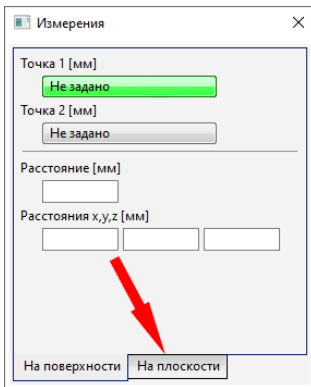 Измерения
Точка 1 [мм]
Не задано
Точка 2 [мм]
Не задано
Расстояние [мм]
Расстояния x,y,z [мм]
На поверхности На плоскости